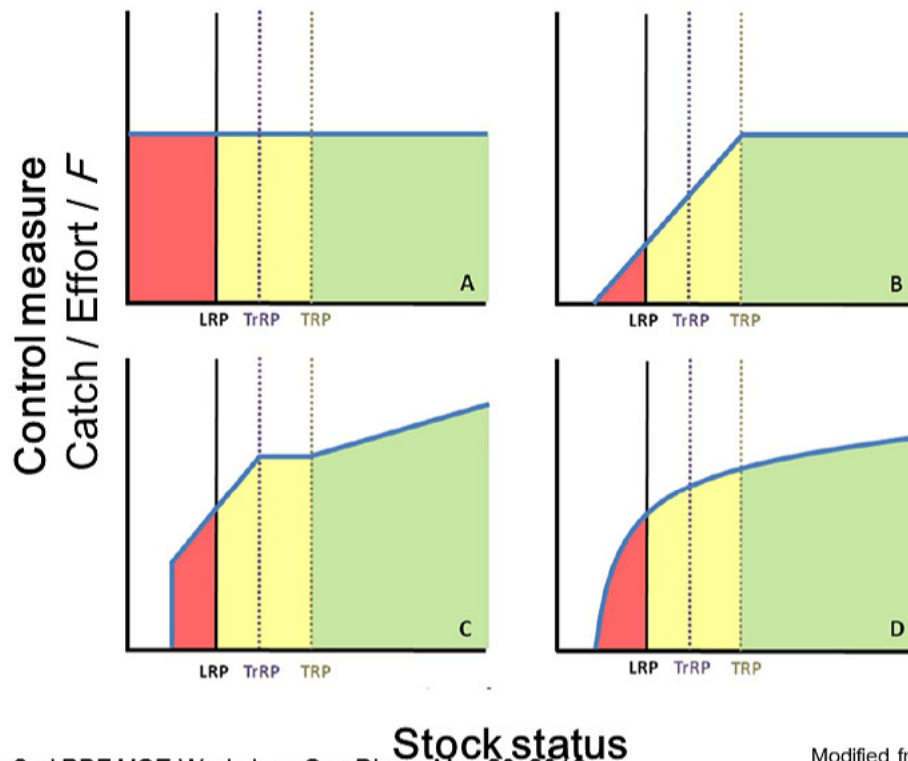 Control measure
Catch / Effort / F
A
LRP TrRP TRP
B
LRP TrRP TRP
C
LRP TrRP TRP
D
LRP TrRP TRP
Stock status
Modified